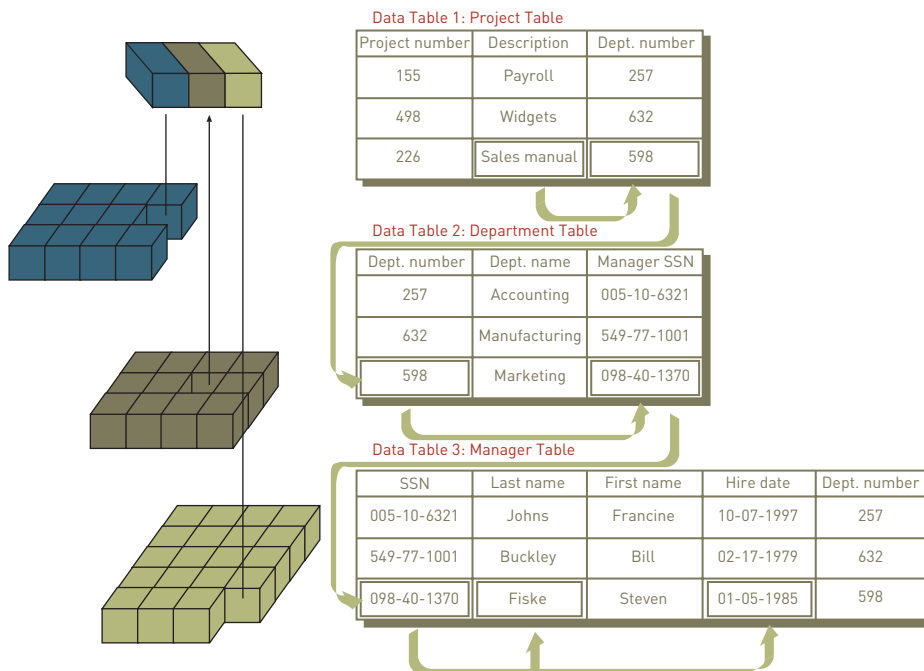 Data Table 1: Project Table
Project number Description Dept. number
155 Payroll 257
498 Widgets 632
226 Sales manual 598
Data Table 2: Department Table
Dept. number Dept. name Manager SSN
257 Accounting 005-10-6321
632 Manufacturing 549-77-1001
598 Marketing 098-40-1370
Data Table 3: Manager Table
SSN Last name First name Hire date Dept. number
005-10-6321 Johns Francine 10-07-1997 257
549-77-1001 Buckley Bill 02-17-1979 632
098-40-1370 Fiske Steven 01-05-1985 598